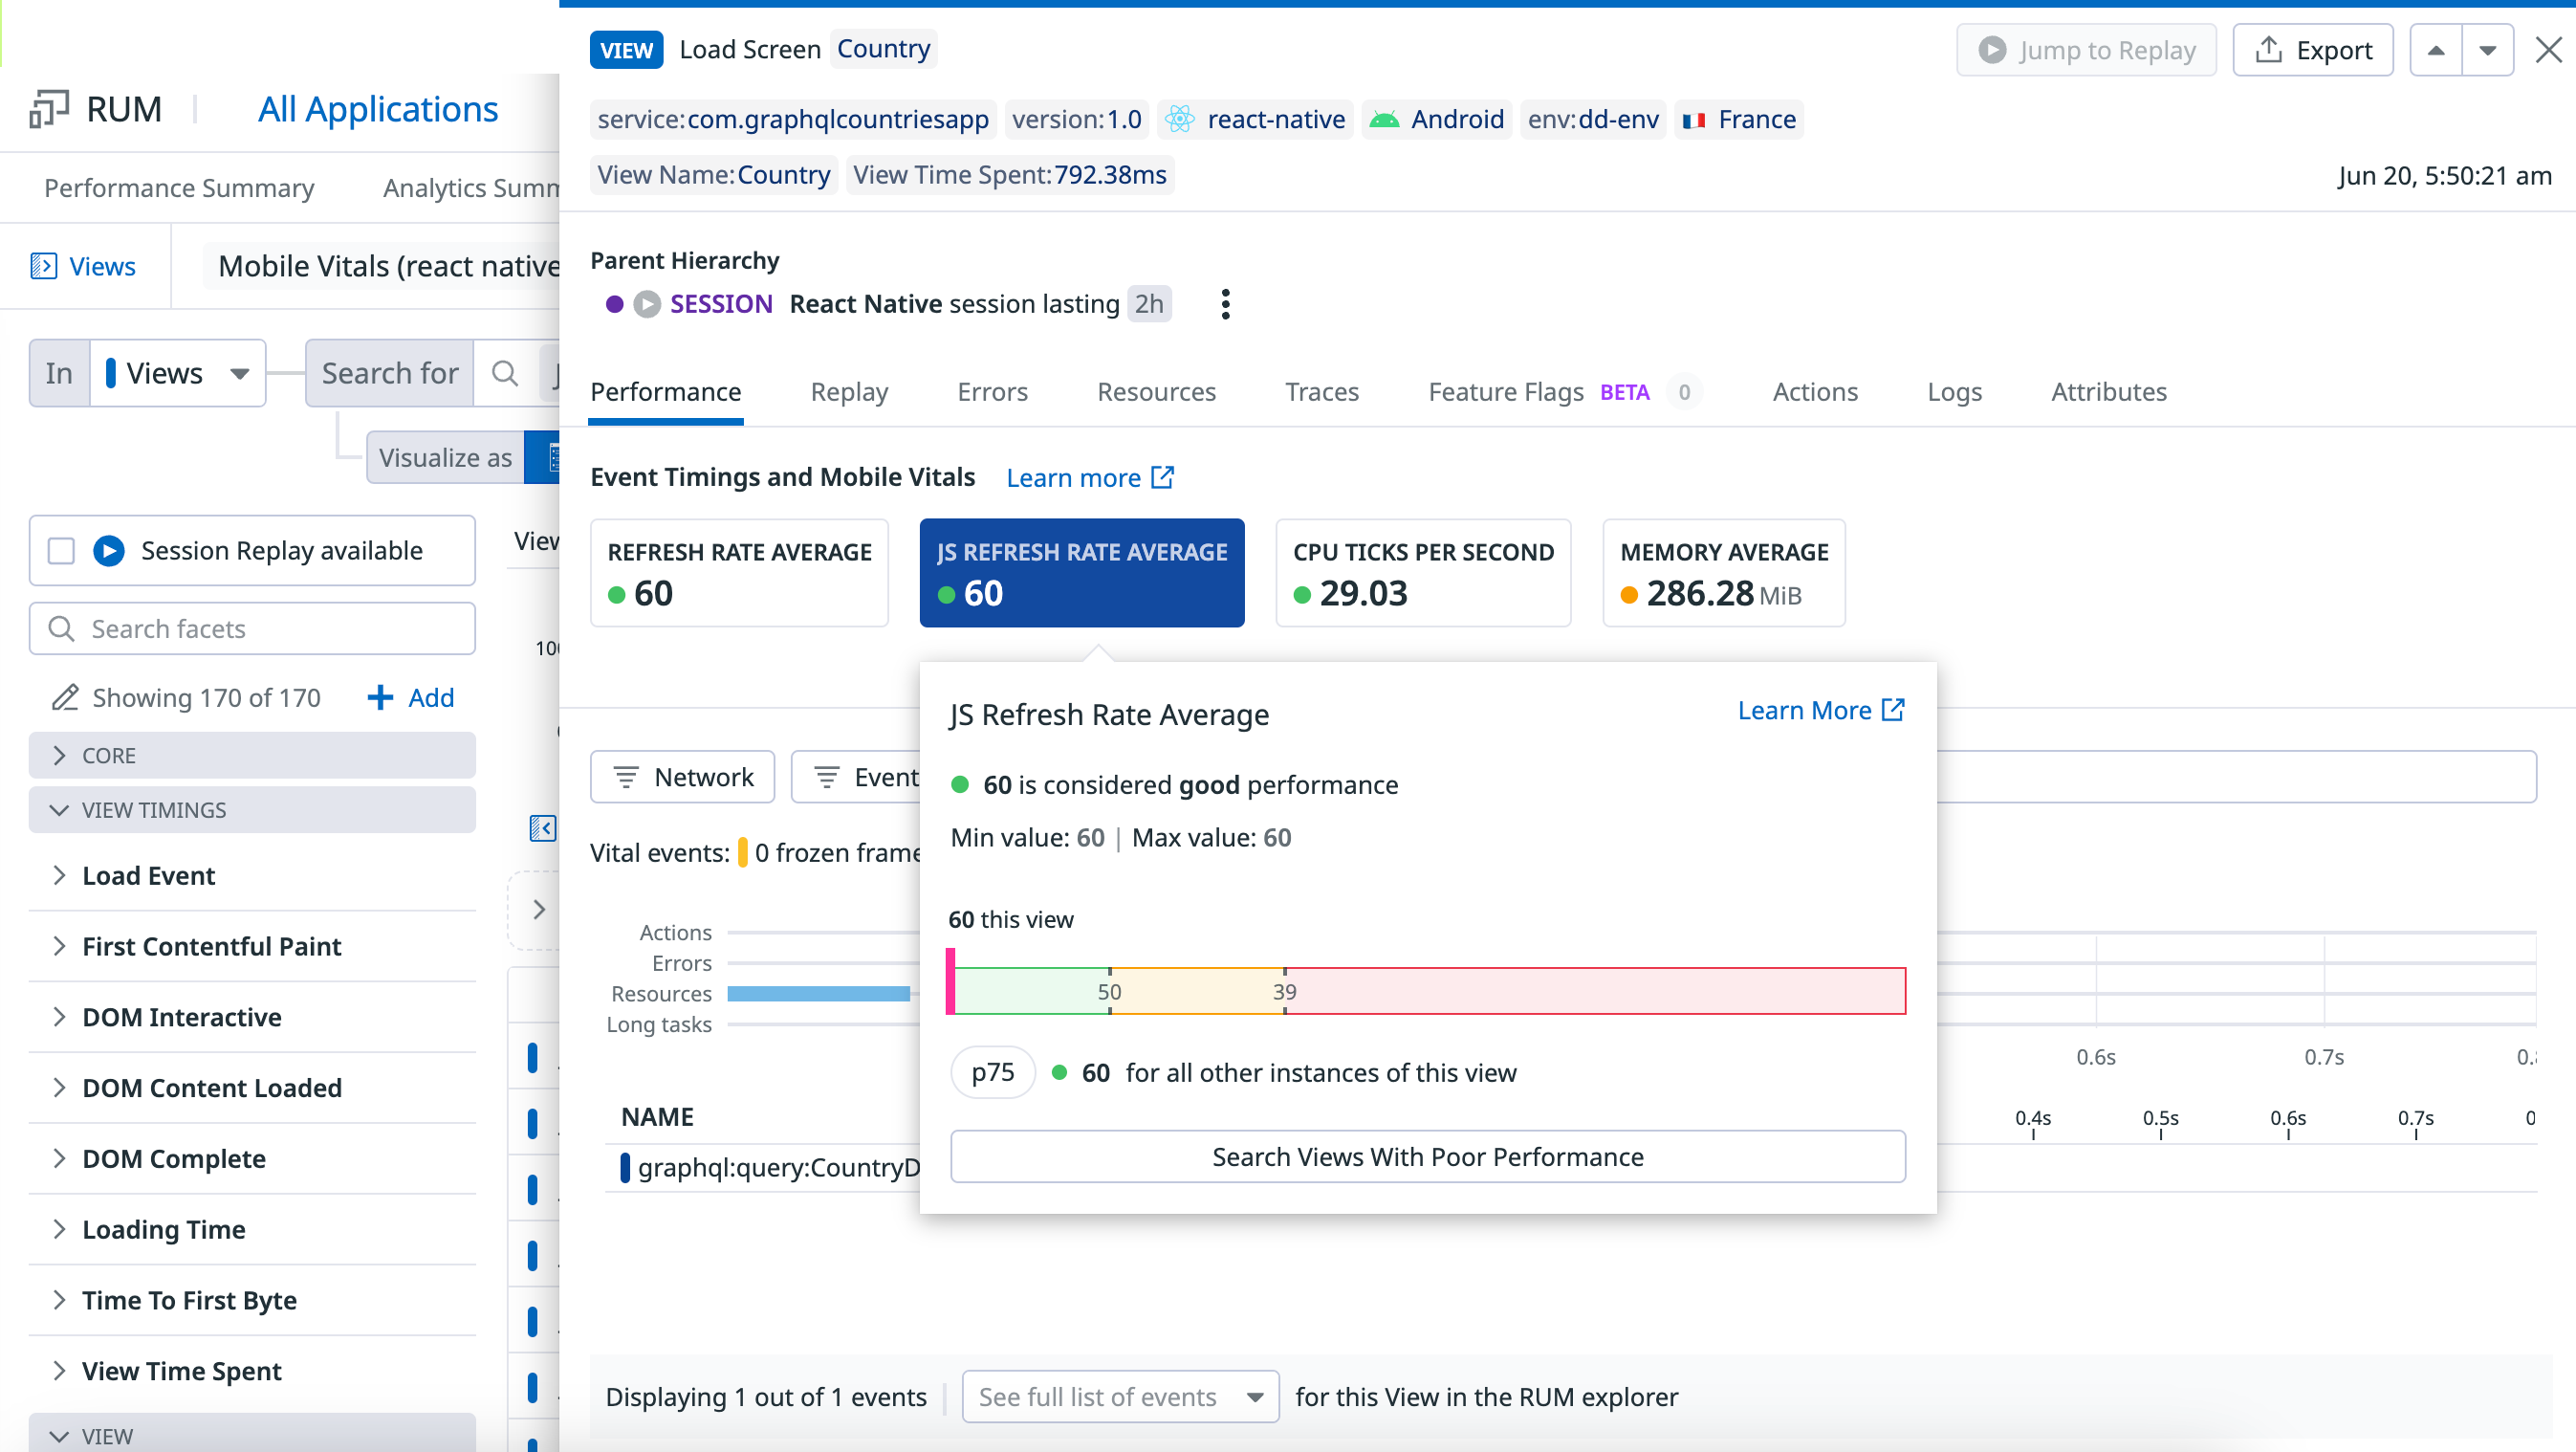 RUM
All Applications
Performance Summary
Analytics Summ
Views
Mobile Vitals (react native
In
Views
Search for
Visualize as
Session Replay available
Search facets
Showing 170 of 170
Add
CORE
VIEW TIMINGS
Load Event
First Contentful Paint
DOM Interactive
DOM Content Loaded
DOM Complete
Loading Time
Time To First Byte
View Time Spent
VIEW
View
VIEW Load Screen Country
Jump to Replay
Export
service:com.graphqlcountriesapp version:1.0 react-native Android env:dd-env France
View Name:Country View Time Spent:792.38ms
Jun 20, 5:50:21 am
Parent Hierarchy
SESSION React Native session lasting 2h
Performance Replay Errors Resources Traces Feature Flags BETA 0 Actions Logs Attributes
Event Timings and Mobile Vitals Learn more
REFRESH RATE AVERAGE
60
JS REFRESH RATE AVERAGE
60
CPU TICKS PER SECOND
29.03
MEMORY AVERAGE
286.28 MiB
JS Refresh Rate Average
Learn More
60 is considered good performance
Min value: 60 | Max value: 60
60 this view
50 39
p75 60 for all other instances of this view
Search Views With Poor Performance
Network
Event
Vital events: 0 frozen frame
Actions
Errors
Resources
Long tasks
0.6s 0.7s
0.4s 0.5s 0.6s 0.7s
NAME
graphql:query:CountryD
Displaying 1 out of 1 events
See full list of events
for this View in the RUM explorer